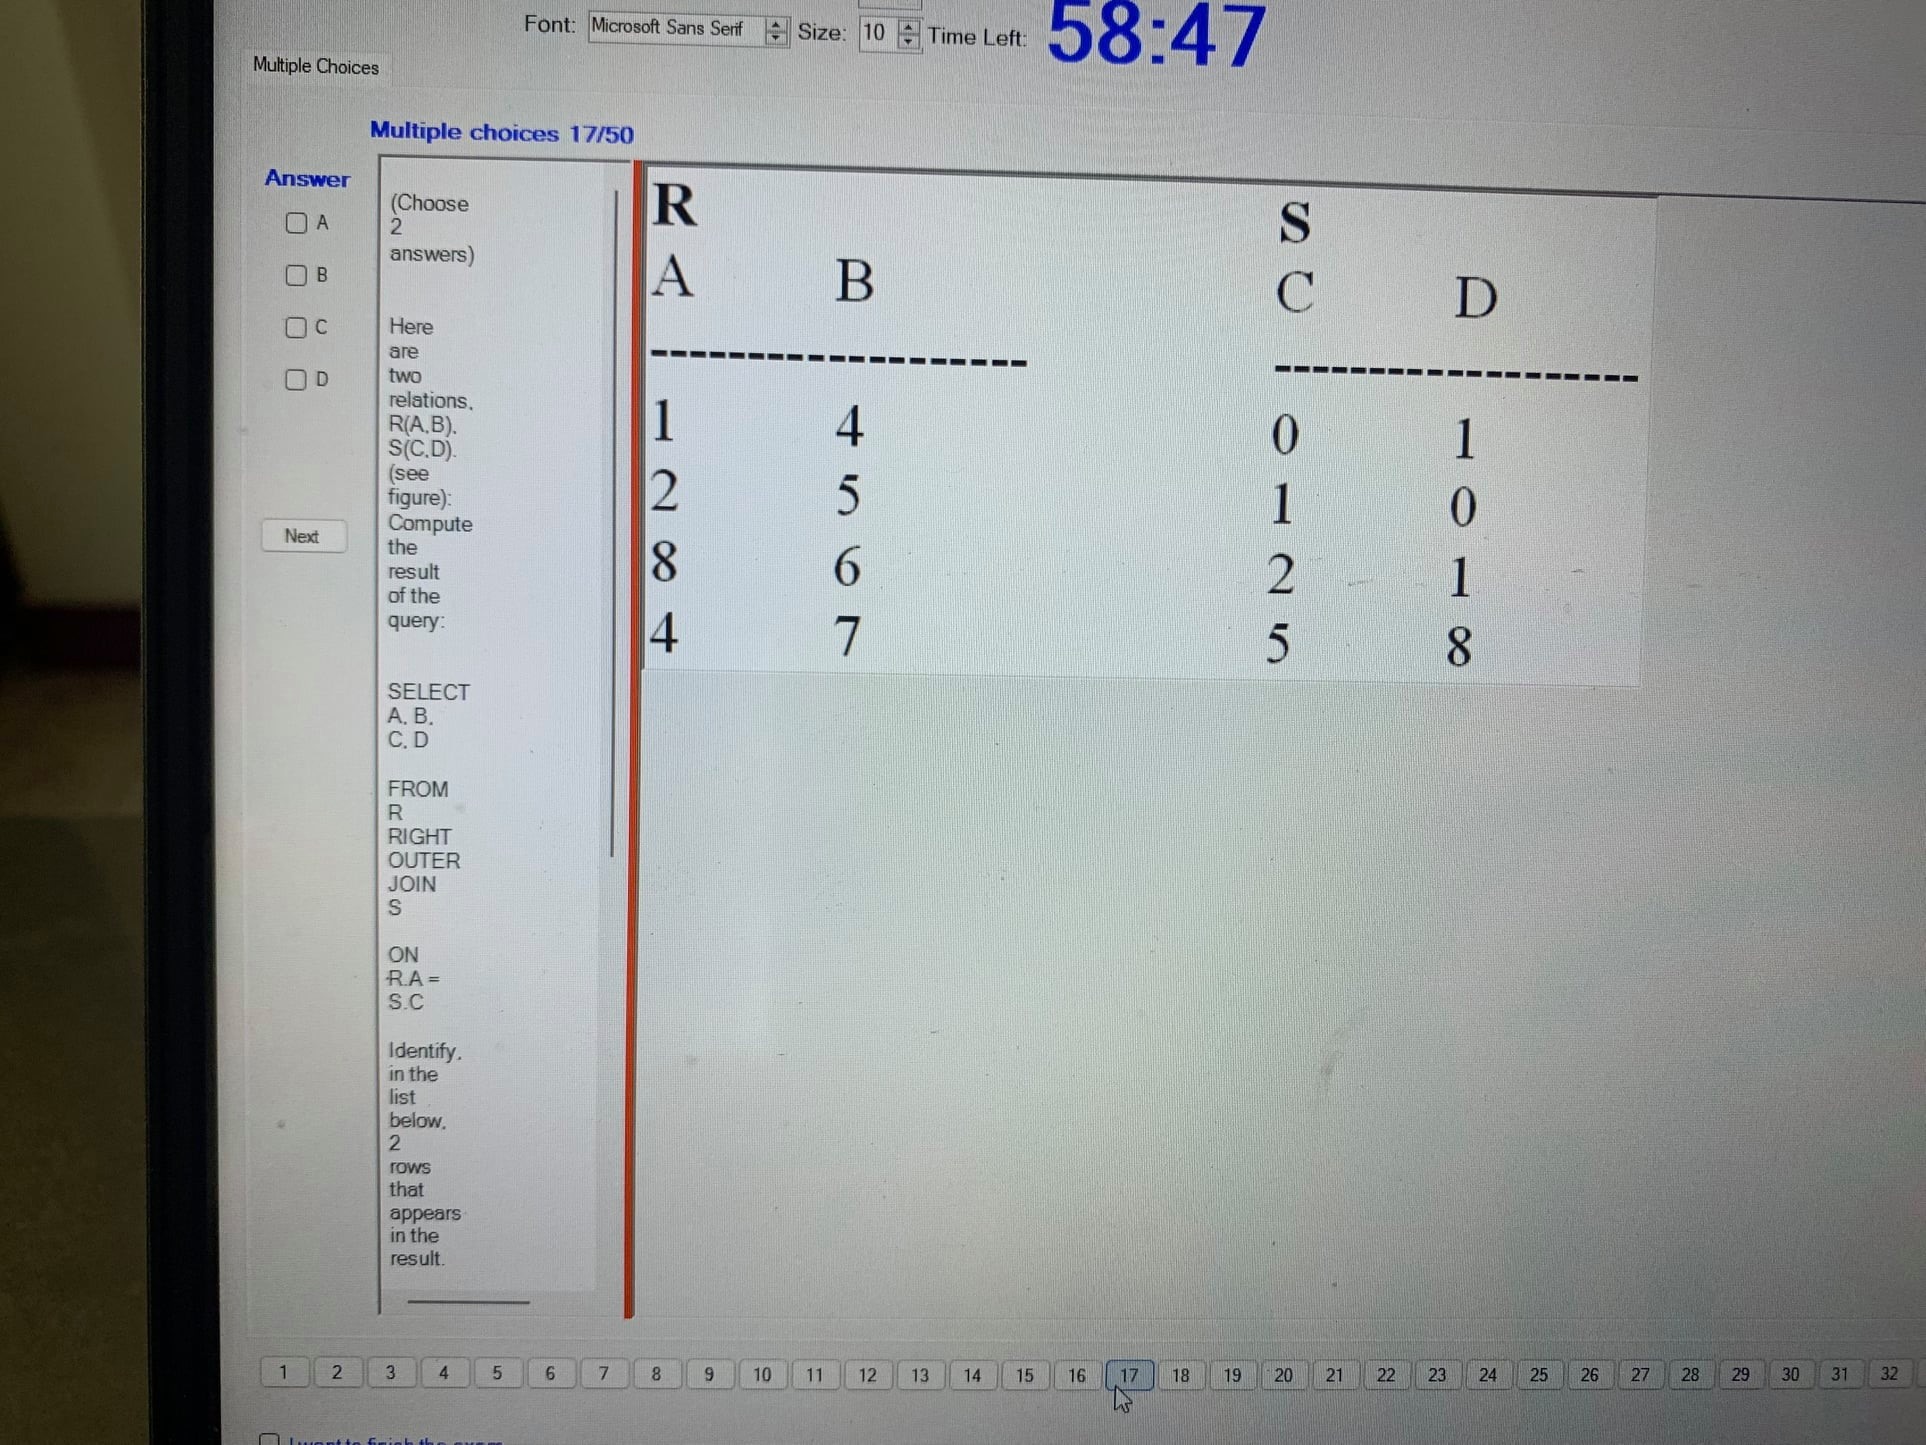 Font: Microsoft Sans Serif Size: 10 Time Left: 58:47
Multiple Choices
Multiple choices 17/50
Answer
A
B
C
D
Next
(Choose
2
answers)
Here
are
two
relations,
R(A,B).
S(C,D).
(see
figure):
Compute
the
result
of the
query:
SELECT
A, B,
C, D
FROM
R
RIGHT
OUTER
JOIN
S
ON
R.A =
S.C
Identify,
in the
list
below,
2
rows
that
appears
in the
result.
R S
A B C D
-------------------- --------------------
1 4 0 1
2 5 1 0
8 6 2 1
4 7 5 8
1 2 3 4 5 6 7 8 9 10 11 12 13 14 15 16 17 18 19 20 21 22 23 24 25 26 27 28 29 30 31 32
I want to finish the exam